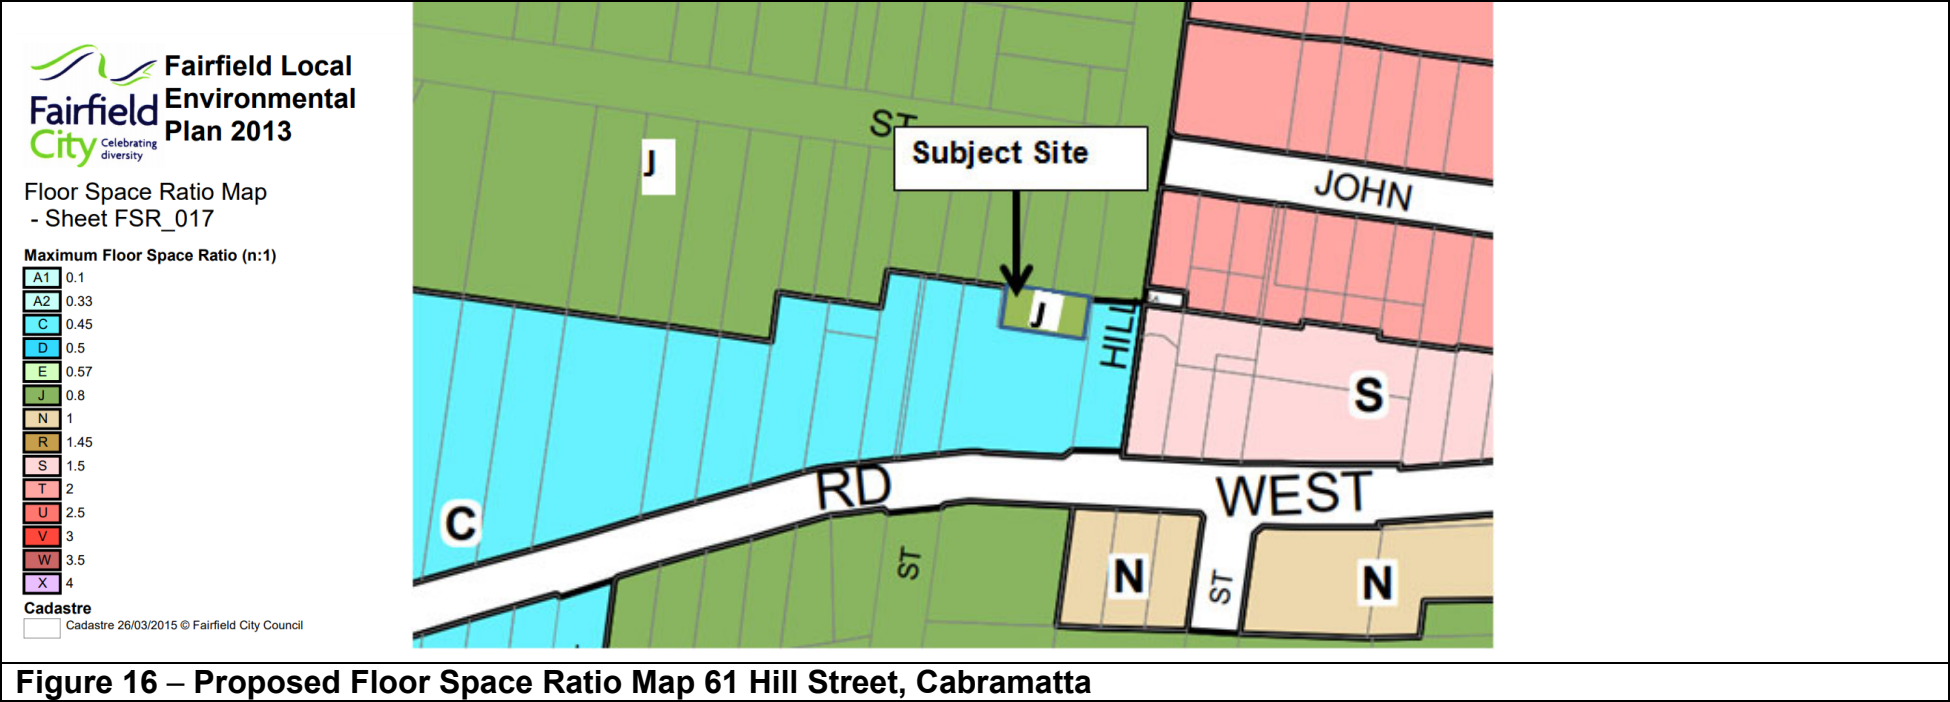 Fairfield
City
Celebrating
diversity
Fairfield Local
Environmental
Plan 2013
Floor Space Ratio Map
- Sheet FSR_017
Maximum Floor Space Ratio (n:1)
A1 0.1
A2 0.33
C 0.45
D 0.5
E 0.57
J 0.8
N 1
R 1.45
S 1.5
T 2
U 2.5
V 3
W 3.5
X 4
Cadastre
Cadastre 26/03/2015 © Fairfield City Council
ST
J
Subject Site
JOHN
J
HILL
S
RD
WEST
C
ST
N
ST
N
Figure 16 – Proposed Floor Space Ratio Map 61 Hill Street, Cabramatta